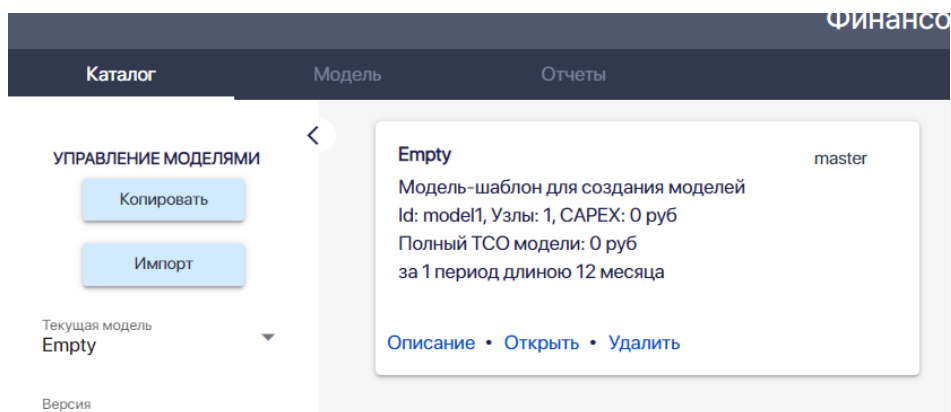 Финансо
Каталог
Модель
Отчеты
УПРАВЛЕНИЕ МОДЕЛЯМИ
Копировать
Импорт
Текущая модель
Empty
Версия
Empty
master
Модель-шаблон для создания моделей
Id: model1, Узлы: 1, CAPEX: 0 руб
Полный TCO модели: 0 руб
за 1 период длиною 12 месяца
Описание • Открыть • Удалить